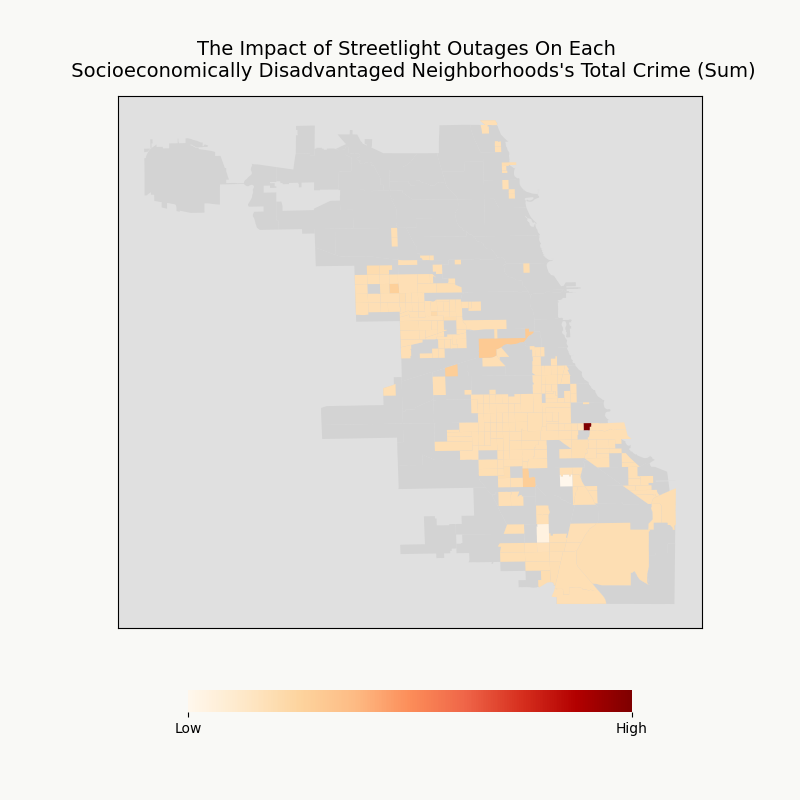 The Impact of Streetlight Outages On Each
Socioeconomically Disadvantaged Neighborhoods's Total Crime (Sum)
Low
High